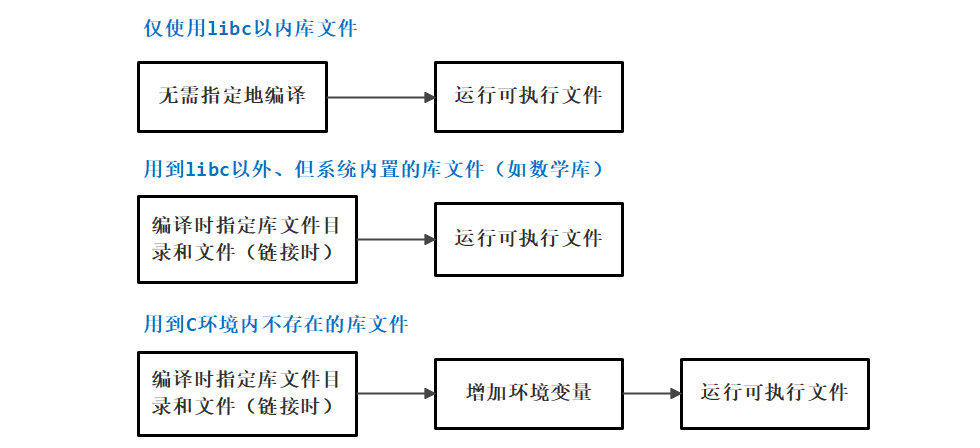 仅使用libc以内库文件
无需指定地编译
运行可执行文件
用到libc以外、但系统内置的库文件（如数学库）
编译时指定库文件目
录和文件（链接时）
运行可执行文件
用到C环境内不存在的库文件
编译时指定库文件目
录和文件（链接时）
增加环境变量
运行可执行文件